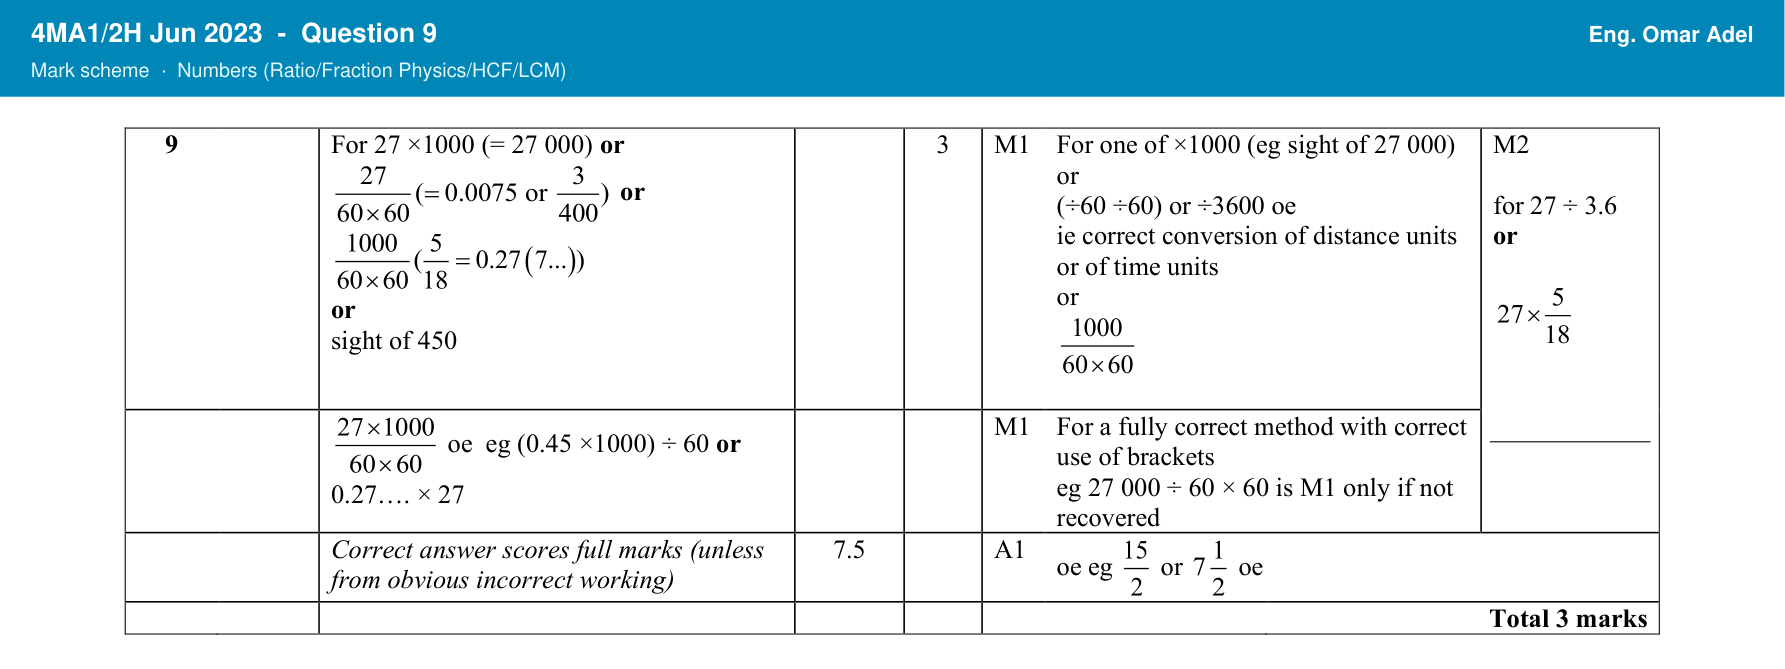 4MA1/2H Jun 2023 - Question 9
Eng. Omar Adel
Mark scheme · Numbers (Ratio/Fraction Physics/HCF/LCM)
9
For 27 ×1000 (= 27 000) or
27/(60×60) (= 0.0075 or 3/400) or
1000/(60×60) (5/18 = 0.27(7...))
or
sight of 450
3
M1 For one of ×1000 (eg sight of 27 000)
or
(÷60 ÷60) or ÷3600 oe
ie correct conversion of distance units
or of time units
or
1000/(60×60)
M2
for 27 ÷ 3.6
or
27× 5/18
(27×1000)/(60×60) oe eg (0.45 ×1000) ÷ 60 or
0.27…. × 27
M1 For a fully correct method with correct
use of brackets
eg 27 000 ÷ 60 × 60 is M1 only if not
recovered
Correct answer scores full marks (unless
from obvious incorrect working)
7.5
A1 oe eg 15/2 or 7 1/2 oe
Total 3 marks